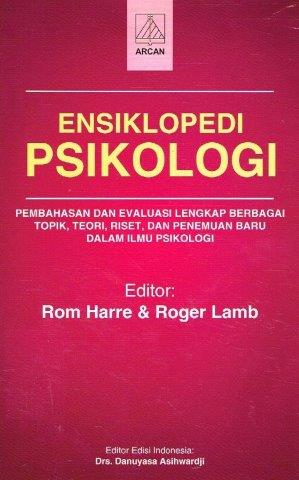 ARCAN
ENSIKLOPEDI
PSIKOLOGI
PEMBAHASAN DAN EVALUASI LENGKAP BERBAGAI
TOPIK, TEORI, RISET, DAN PENEMUAN BARU
DALAM ILMU PSIKOLOGI
Editor:
Rom Harre & Roger Lamb
Editor Edisi Indonesia:
Drs. Danuyasa Asihwardji